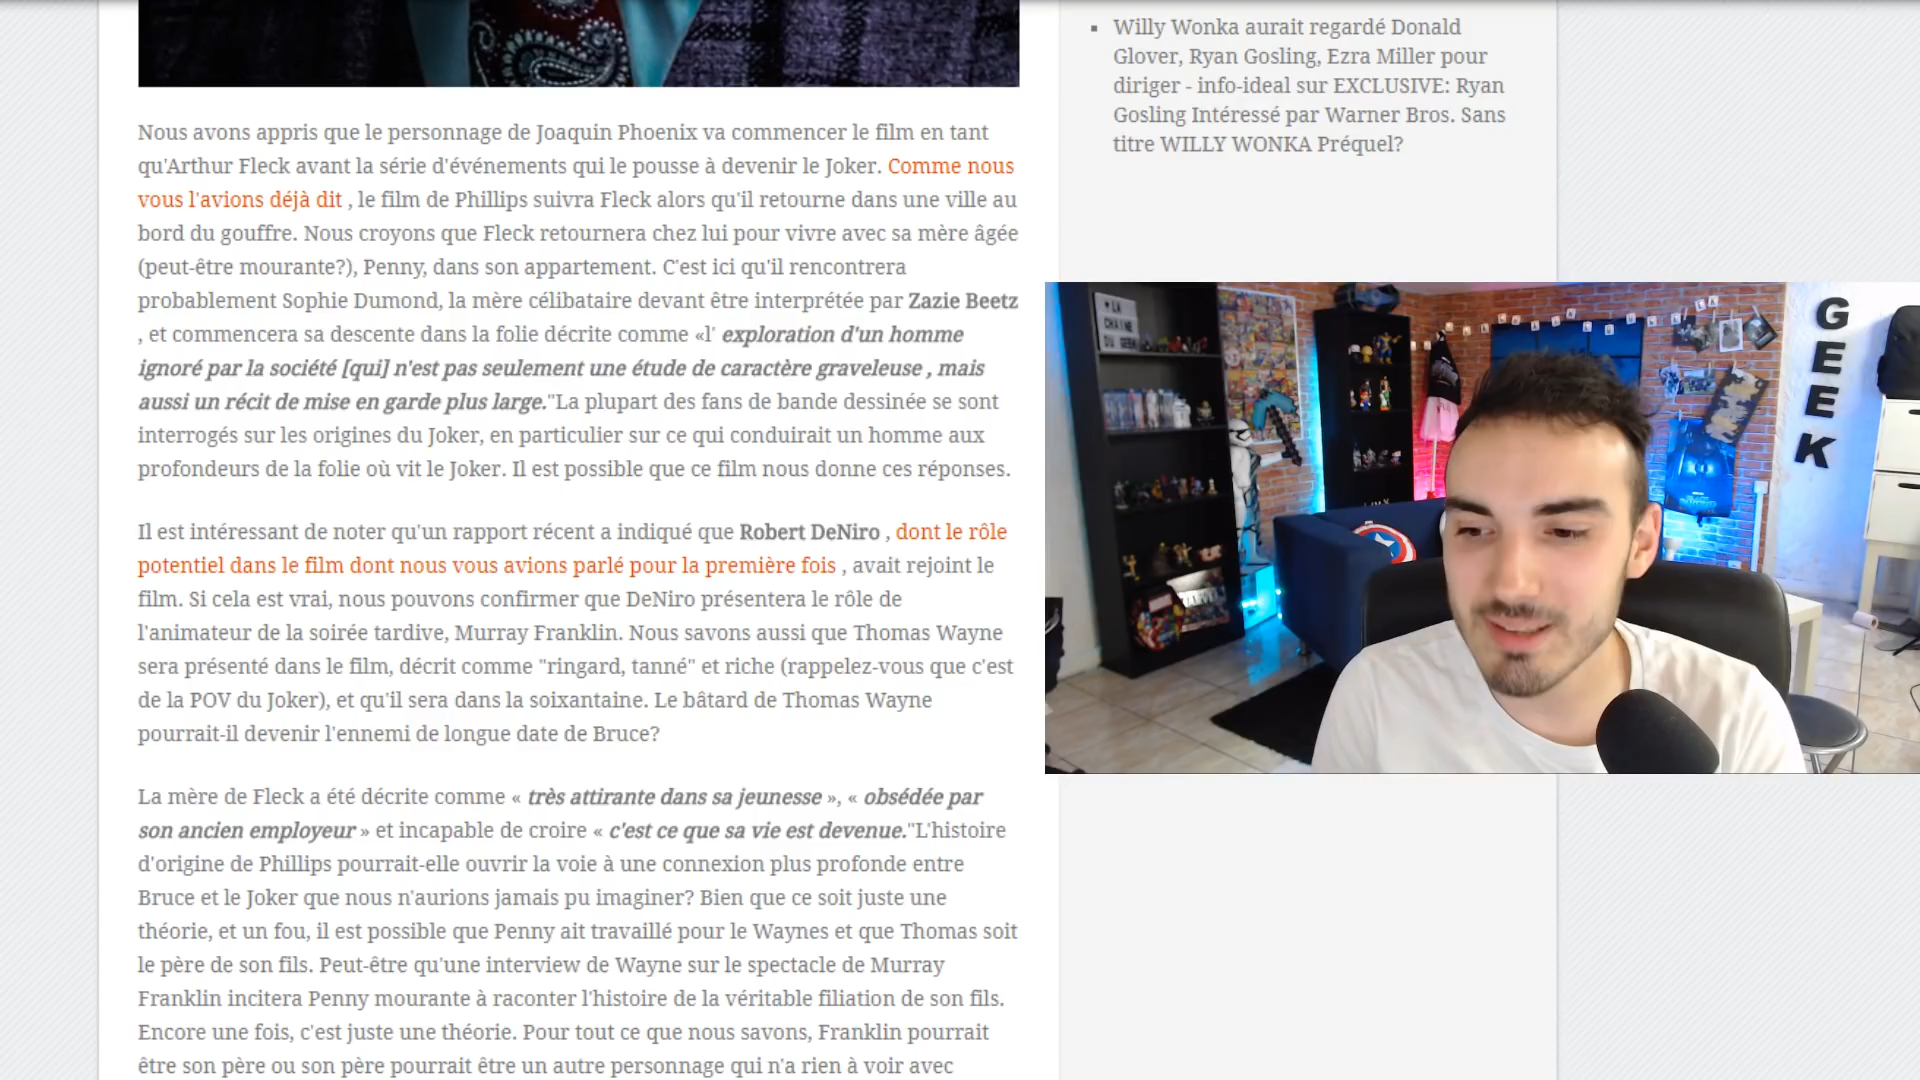 Nous avons appris que le personnage de Joaquin Phoenix va commencer le film en tant
qu'Arthur Fleck avant la série d'événements qui le pousse à devenir le Joker. Comme nous
vous l'avions déjà dit , le film de Phillips suivra Fleck alors qu'il retourne dans une ville au
bord du gouffre. Nous croyons que Fleck retournera chez lui pour vivre avec sa mère âgée
(peut-être mourante?), Penny, dans son appartement. C'est ici qu'il rencontrera
probablement Sophie Dumond, la mère célibataire devant être interprétée par Zazie Beetz
, et commencera sa descente dans la folie décrite comme «l' exploration d'un homme
ignoré par la société [qui] n'est pas seulement une étude de caractère graveleuse , mais
aussi un récit de mise en garde plus large."La plupart des fans de bande dessinée se sont
interrogés sur les origines du Joker, en particulier sur ce qui conduirait un homme aux
profondeurs de la folie où vit le Joker. Il est possible que ce film nous donne ces réponses.
Il est intéressant de noter qu'un rapport récent a indiqué que Robert DeNiro , dont le rôle
potentiel dans le film dont nous vous avions parlé pour la première fois , avait rejoint le
film. Si cela est vrai, nous pouvons confirmer que DeNiro présentera le rôle de
l'animateur de la soirée tardive, Murray Franklin. Nous savons aussi que Thomas Wayne
sera présenté dans le film, décrit comme "ringard, tanné" et riche (rappelez-vous que c'est
de la POV du Joker), et qu'il sera dans la soixantaine. Le bâtard de Thomas Wayne
pourrait-il devenir l'ennemi de longue date de Bruce?
La mère de Fleck a été décrite comme « très attirante dans sa jeunesse », « obsédée par
son ancien employeur » et incapable de croire « c'est ce que sa vie est devenue."L'histoire
d'origine de Phillips pourrait-elle ouvrir la voie à une connexion plus profonde entre
Bruce et le Joker que nous n'aurions jamais pu imaginer? Bien que ce soit juste une
théorie, et un fou, il est possible que Penny ait travaillé pour le Waynes et que Thomas soit
le père de son fils. Peut-être qu'une interview de Wayne sur le spectacle de Murray
Franklin incitera Penny mourante à raconter l'histoire de la véritable filiation de son fils.
Encore une fois, c'est juste une théorie. Pour tout ce que nous savons, Franklin pourrait
être son père ou son père pourrait être un autre personnage qui n'a rien à voir avec
Willy Wonka aurait regardé Donald
Glover, Ryan Gosling, Ezra Miller pour
diriger - info-ideal sur EXCLUSIVE: Ryan
Gosling Intéressé par Warner Bros. Sans
titre WILLY WONKA Préquel?
LA
CHAINE
DU GEEK
GEEK